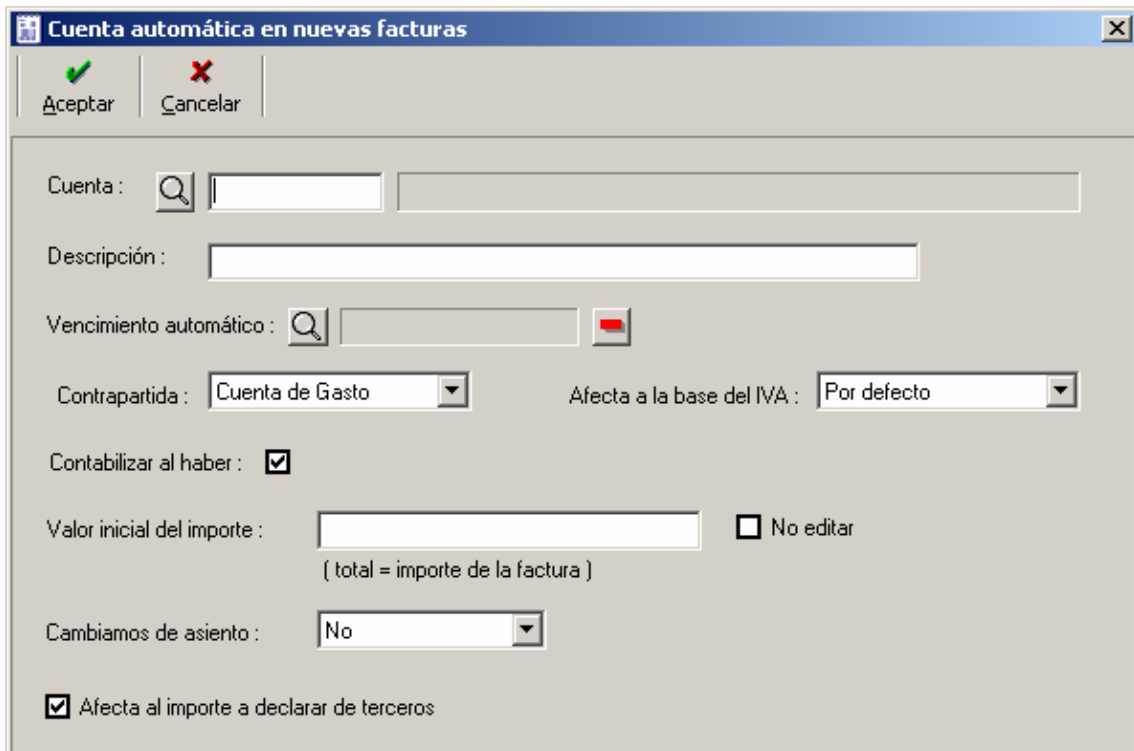 Cuenta automática en nuevas facturas
Aceptar Cancelar
Cuenta :
Descripción :
Vencimiento automático :
Contrapartida : Cuenta de Gasto Afecta a la base del IVA : Por defecto
Contabilizar al haber :
Valor inicial del importe : No editar
( total = importe de la factura )
Cambiamos de asiento : No
Afecta al importe a declarar de terceros